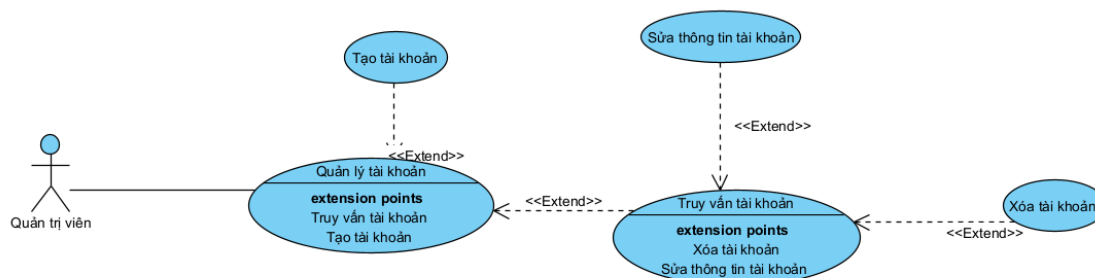 Sửa thông tin tài khoản
Tạo tài khoản
<<Extend>>
<<Extend>>
Quản lý tài khoản
extension points
Truy vấn tài khoản
Tạo tài khoản
Quản trị viên
<<Extend>>
Truy vấn tài khoản
extension points
Xóa tài khoản
Sửa thông tin tài khoản
Xóa tài khoản
<<Extend>>